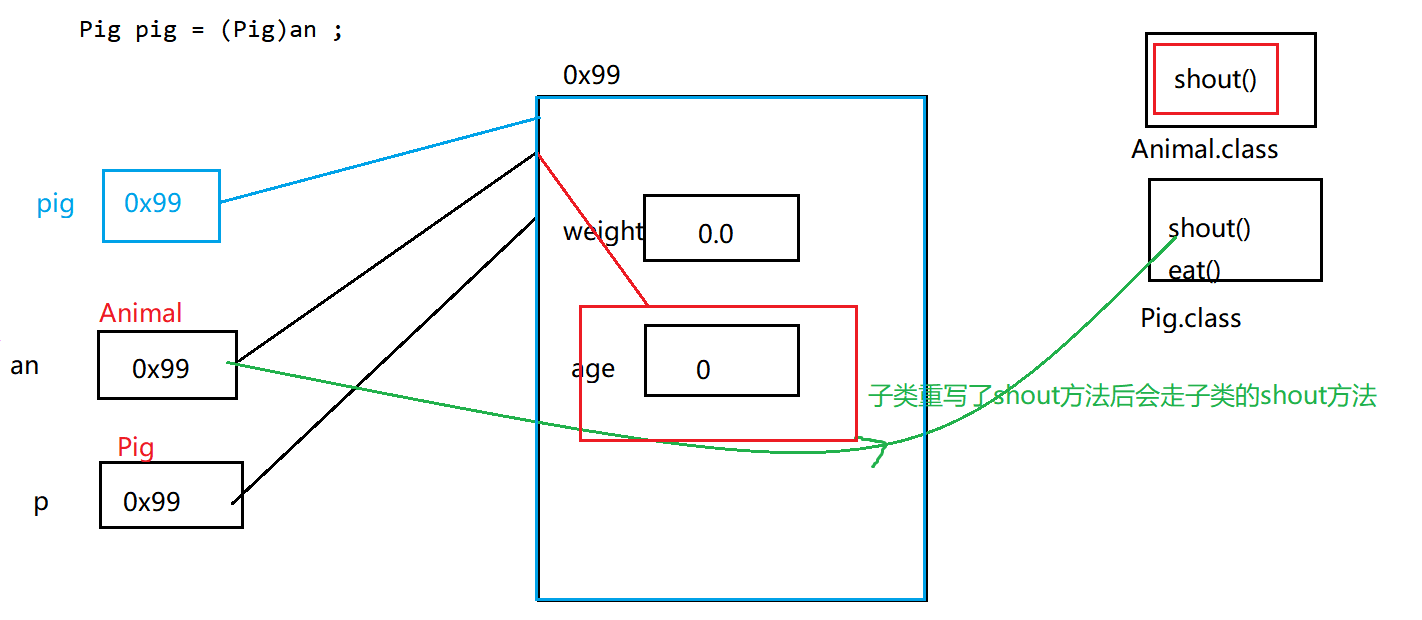 Pig pig = (Pig)an ;
0x99
shout()
Animal.class
pig
0x99
weight
0.0
shout()
eat()
Pig.class
Animal
an
0x99
age
0
子类重写了shout方法后会走子类的shout方法
Pig
p
0x99